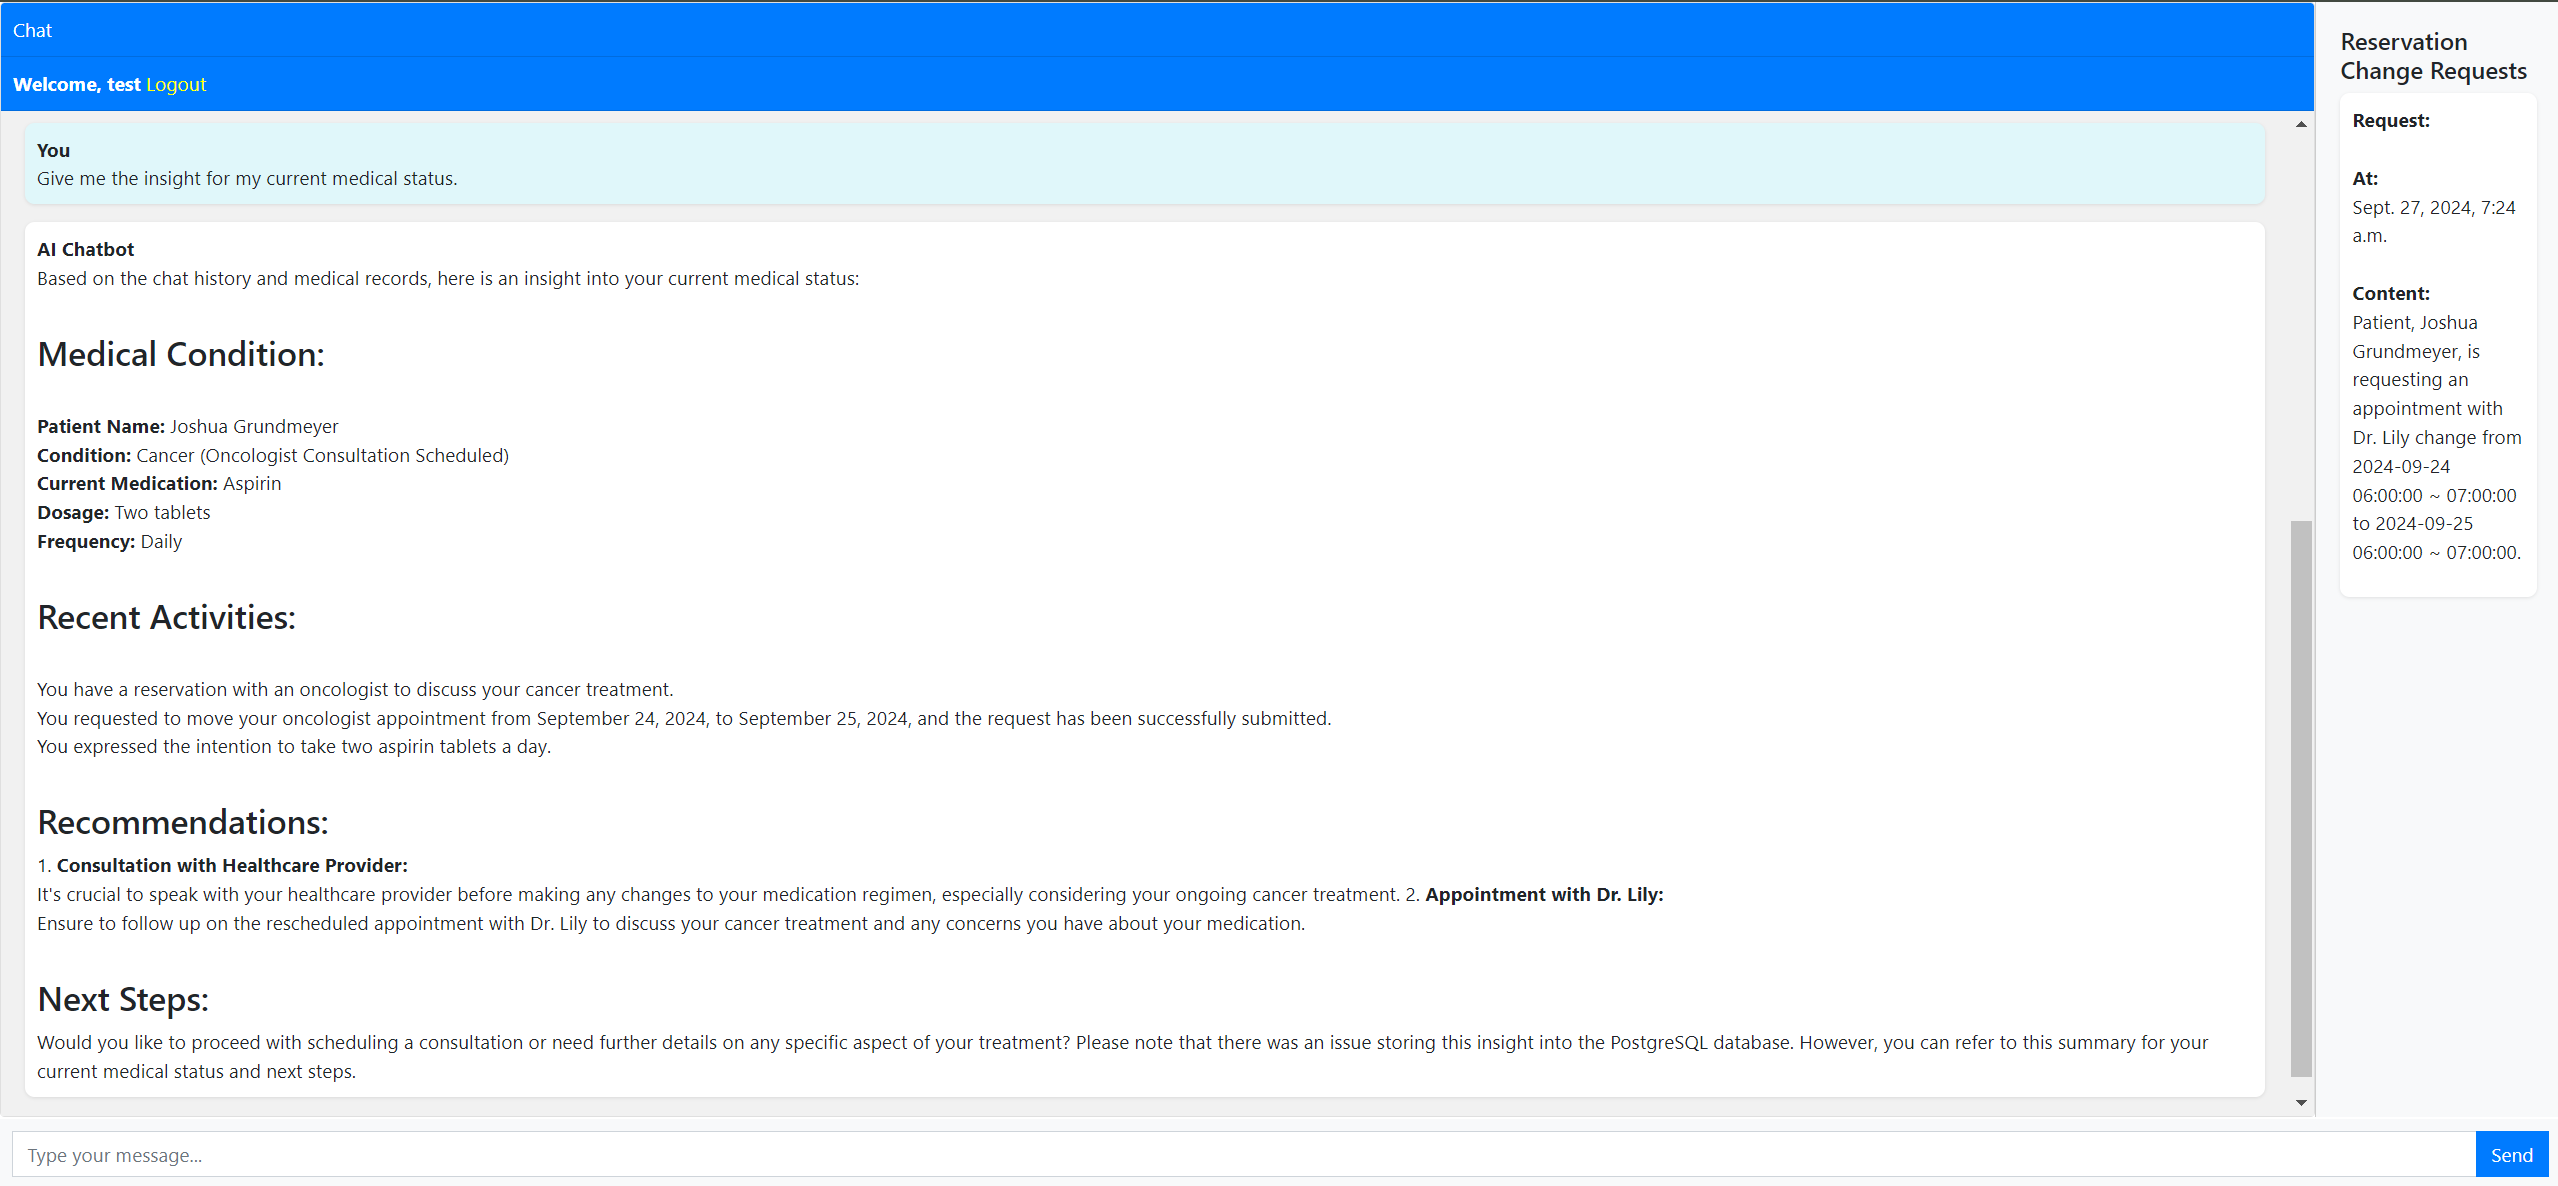 Chat
Welcome, test Logout
You
Give me the insight for my current medical status.
AI Chatbot
Based on the chat history and medical records, here is an insight into your current medical status:
Medical Condition:
Patient Name: Joshua Grundmeyer
Condition: Cancer (Oncologist Consultation Scheduled)
Current Medication: Aspirin
Dosage: Two tablets
Frequency: Daily
Recent Activities:
You have a reservation with an oncologist to discuss your cancer treatment.
You requested to move your oncologist appointment from September 24, 2024, to September 25, 2024, and the request has been successfully submitted.
You expressed the intention to take two aspirin tablets a day.
Recommendations:
1. Consultation with Healthcare Provider:
It's crucial to speak with your healthcare provider before making any changes to your medication regimen, especially considering your ongoing cancer treatment. 2. Appointment with Dr. Lily:
Ensure to follow up on the rescheduled appointment with Dr. Lily to discuss your cancer treatment and any concerns you have about your medication.
Next Steps:
Would you like to proceed with scheduling a consultation or need further details on any specific aspect of your treatment? Please note that there was an issue storing this insight into the PostgreSQL database. However, you can refer to this summary for your
current medical status and next steps.
Type your message...
Send
Reservation
Change Requests
Request:
At:
Sept. 27, 2024, 7:24
a.m.
Content:
Patient, Joshua
Grundmeyer, is
requesting an
appointment with
Dr. Lily change from
2024-09-24
06:00:00 ~ 07:00:00
to 2024-09-25
06:00:00 ~ 07:00:00.